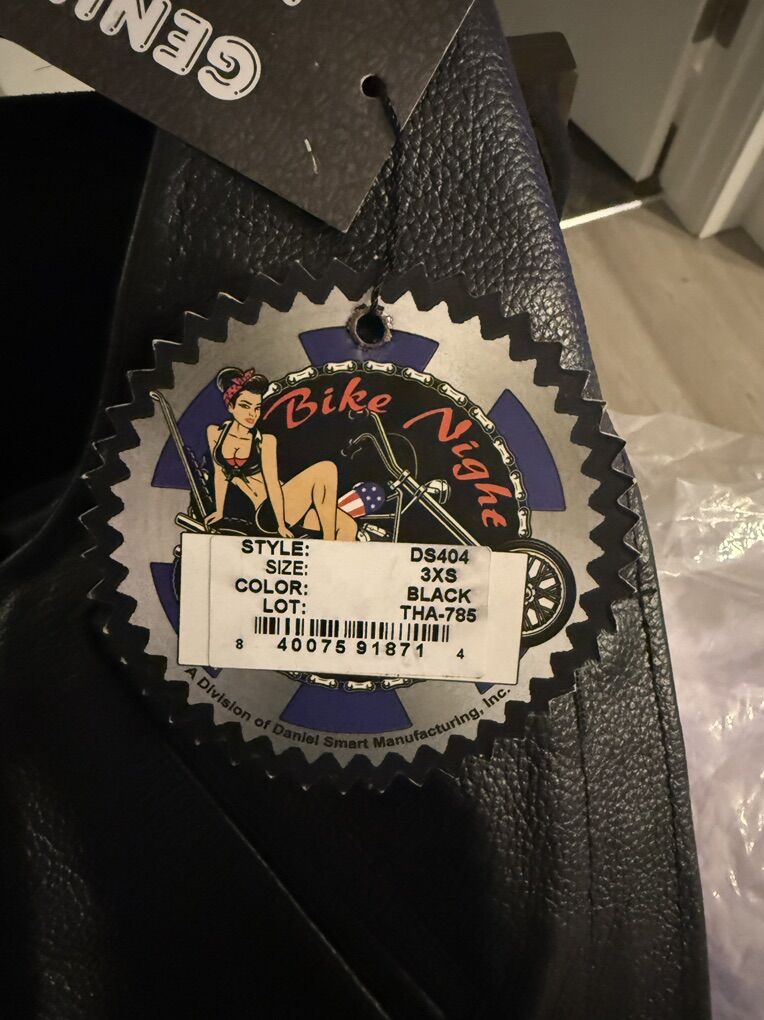 GENU
Bike Night
STYLE: DS404
SIZE: 3XS
COLOR: BLACK
LOT: THA-785
8 40075 91871 4
A Division of Daniel Smart Manufacturing, Inc.